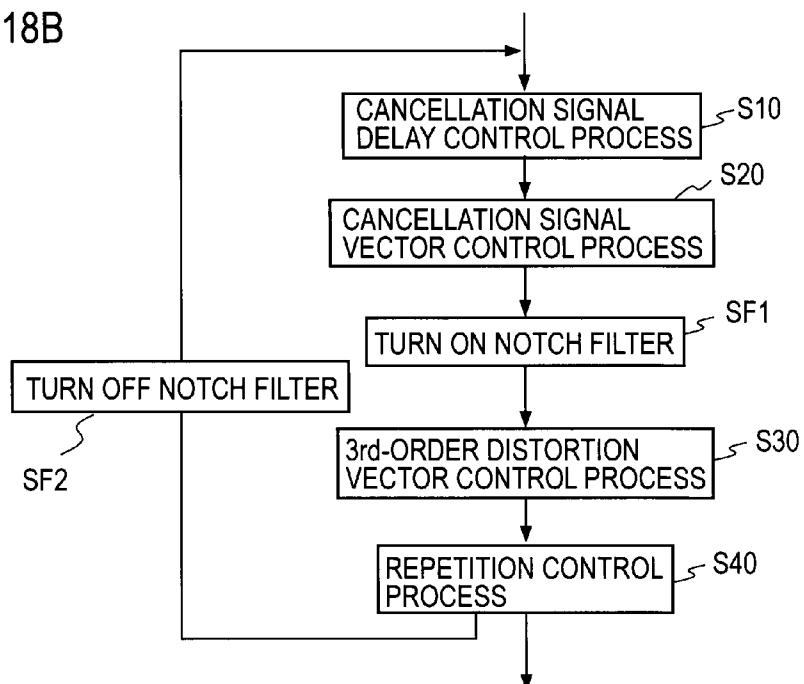 18B
CANCELLATION SIGNAL
DELAY CONTROL PROCESS
S10
S20
CANCELLATION SIGNAL
VECTOR CONTROL PROCESS
SF1
TURN ON NOTCH FILTER
TURN OFF NOTCH FILTER
SF2
3rd-ORDER DISTORTION
VECTOR CONTROL PROCESS
S30
REPETITION CONTROL
PROCESS
S40